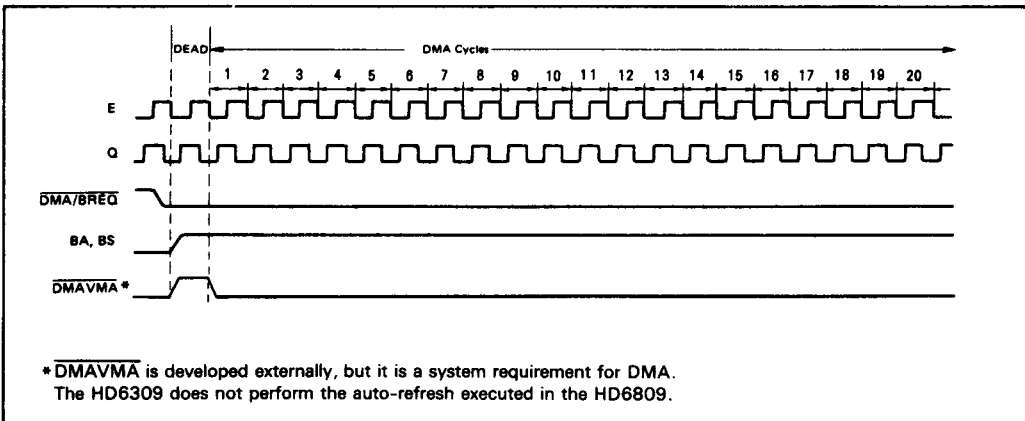 DEAD DMA Cycles
1 2 3 4 5 6 7 8 9 10 11 12 13 14 15 16 17 18 19 20
E
Q
DMA/BREQ
BA, BS
DMAVMA *
* DMAVMA is developed externally, but it is a system requirement for DMA.
The HD6309 does not perform the auto-refresh executed in the HD6809.